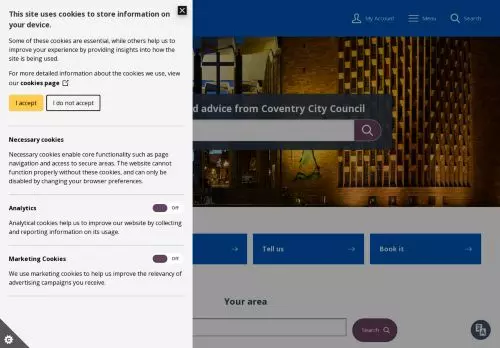 This site uses cookies to store information on
your device.
Some of these cookies are essential, while others help us to
improve your experience by providing insights into how the
site is being used.
For more detailed information about the cookies we use, view
our cookies page
I accept
I do not accept
Necessary cookies
Necessary cookies enable core functionality such as page
navigation and access to secure areas. The website cannot
function properly without these cookies, and can only be
disabled by changing your browser preferences.
Analytics
Off
Analytical cookies help us to improve our website by collecting
and reporting information on its usage.
Marketing Cookies
Off
We use marketing cookies to help us improve the relevancy of
advertising campaigns you receive.
My Account
Menu
Search
d advice from Coventry City Council
Tell us
Book it
Your area
Search